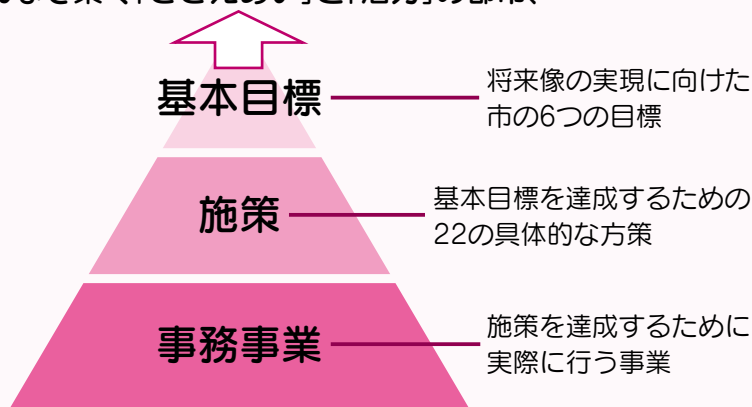 基本目標
将来像の実現に向けた
市の6つの目標
施策
基本目標を達成するための
22の具体的な方策
事務事業
施策を達成するために
実際に行う事業